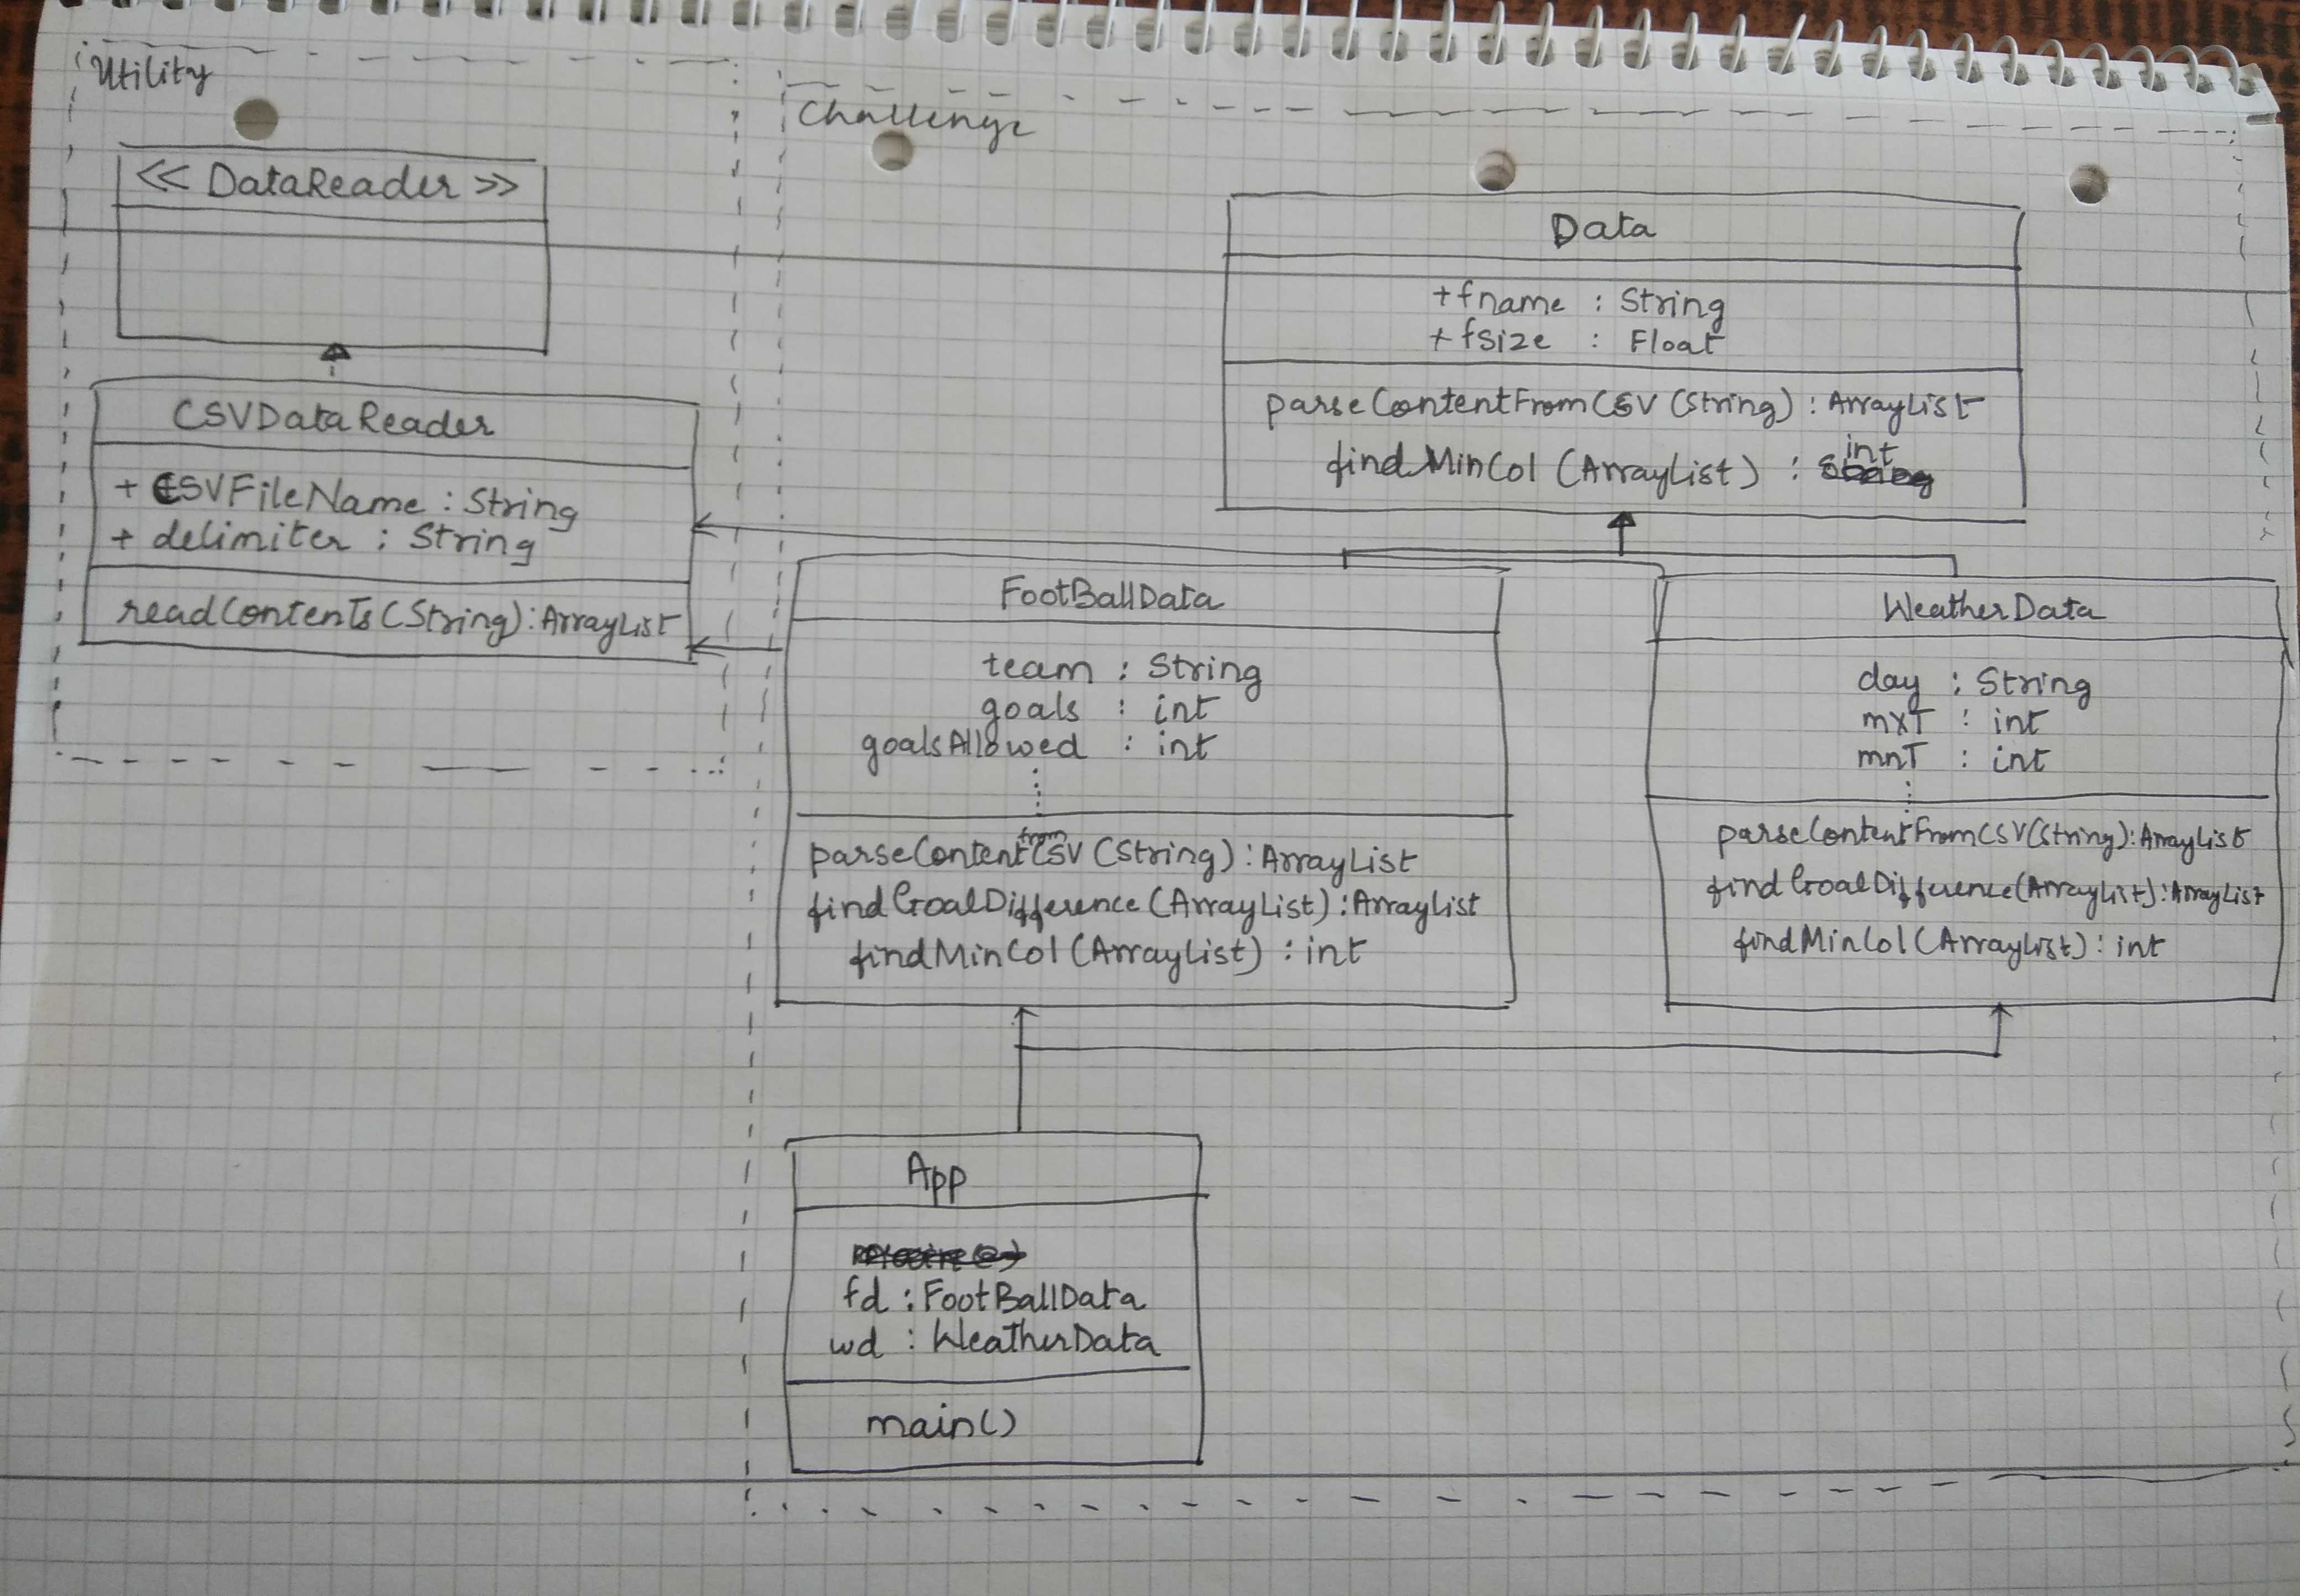 Utility
<< DataReader >>
CSVDataReader
+ CSVFileName : String
+ delimiter : String
readContents(String):ArrayList
Challenge
Data
+fname : String
+fsize : Float
parseContentFromCSV (String) : ArrayList
findMinCol (ArrayList) : int
FootBallData
team : String
goals : int
goalsAllowed : int
parseContentfromCSV (String) : ArrayList
findGoalDifference (ArrayList) : ArrayList
findMinCol (ArrayList) : int
WeatherData
day : String
mxT : int
mnT : int
parseContentFromCSV(String):ArrayList
findGoalDifference(ArrayList):ArrayList
findMinCol (ArrayList) : int
App
fd : FootBallData
wd : WeatherData
main()